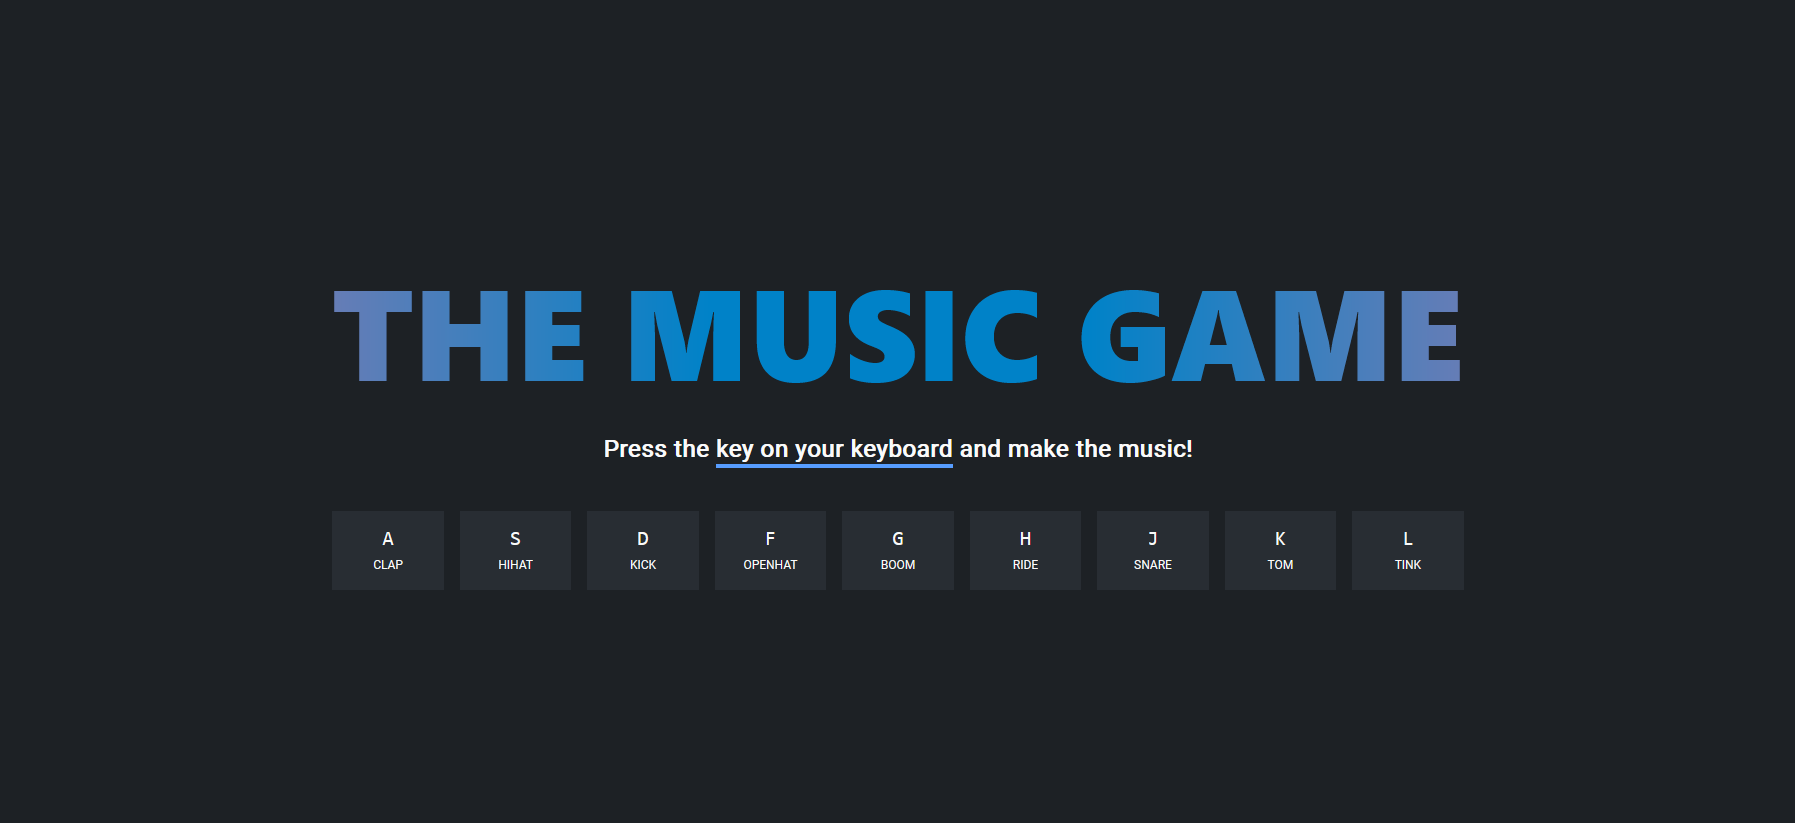 THE MUSIC GAME
Press the key on your keyboard and make the music!
A S D F G H J K L
CLAP HIHAT KICK OPENHAT BOOM RIDE SNARE TOM TINK